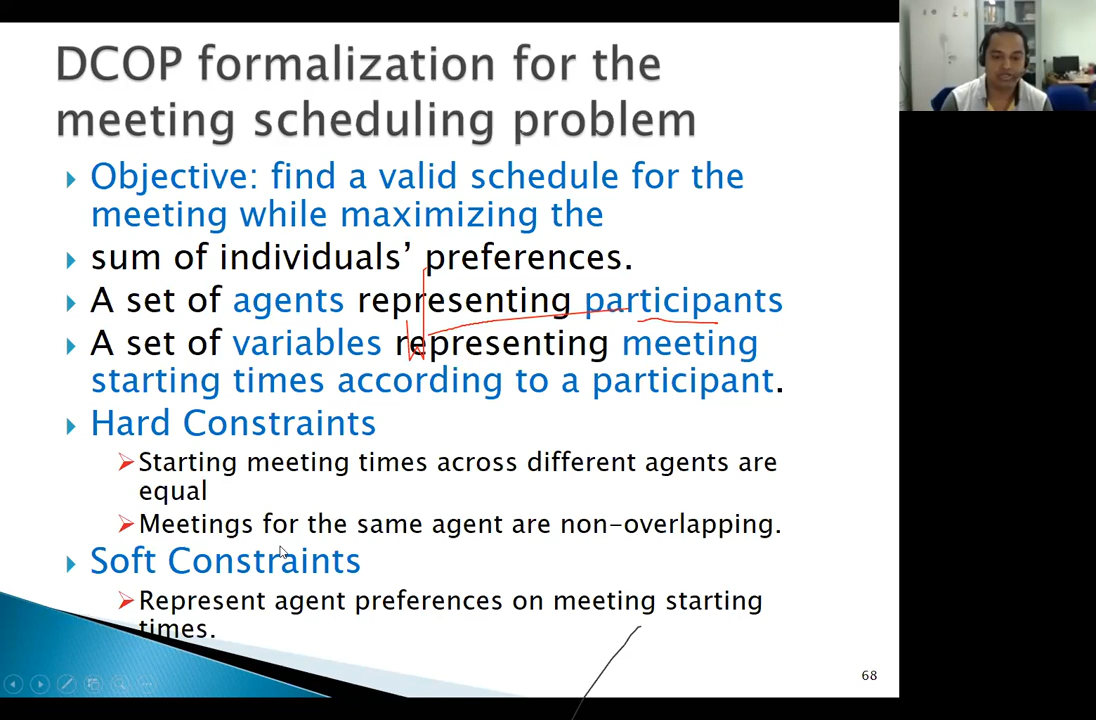 DCOP formalization for the
meeting scheduling problem
Objective: find a valid schedule for the
meeting while maximizing the
sum of individuals’ preferences.
A set of agents representing participants
A set of variables representing meeting
starting times according to a participant.
Hard Constraints
Starting meeting times across different agents are
equal
Meetings for the same agent are non-overlapping.
Soft Constraints
Represent agent preferences on meeting starting
times.
68